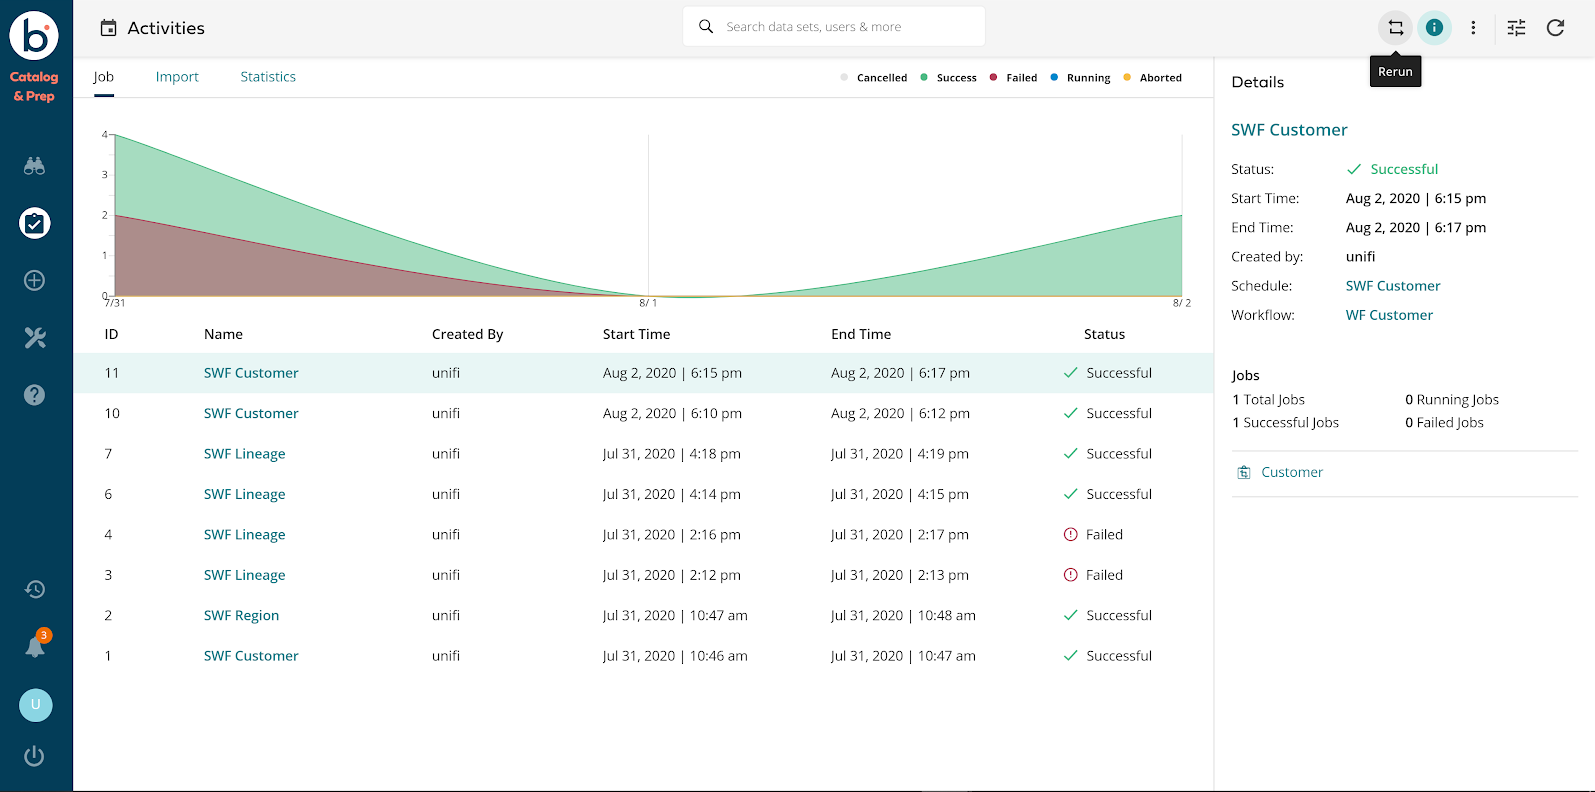 b
Catalog
& Prep
Activities
Search data sets, users & more
i
Rerun
Job Import Statistics
Cancelled Success Failed Running Aborted
4
3
2
1
0
7/31 8/ 1 8/ 2
ID Name Created By Start Time End Time Status
11 SWF Customer unifi Aug 2, 2020 | 6:15 pm Aug 2, 2020 | 6:17 pm Successful
10 SWF Customer unifi Aug 2, 2020 | 6:10 pm Aug 2, 2020 | 6:12 pm Successful
7 SWF Lineage unifi Jul 31, 2020 | 4:18 pm Jul 31, 2020 | 4:19 pm Successful
6 SWF Lineage unifi Jul 31, 2020 | 4:14 pm Jul 31, 2020 | 4:15 pm Successful
4 SWF Lineage unifi Jul 31, 2020 | 2:16 pm Jul 31, 2020 | 2:17 pm Failed
3 SWF Lineage unifi Jul 31, 2020 | 2:12 pm Jul 31, 2020 | 2:13 pm Failed
2 SWF Region unifi Jul 31, 2020 | 10:47 am Jul 31, 2020 | 10:48 am Successful
1 SWF Customer unifi Jul 31, 2020 | 10:46 am Jul 31, 2020 | 10:47 am Successful
Details
SWF Customer
Status: Successful
Start Time: Aug 2, 2020 | 6:15 pm
End Time: Aug 2, 2020 | 6:17 pm
Created by: unifi
Schedule: SWF Customer
Workflow: WF Customer
Jobs
1 Total Jobs 0 Running Jobs
1 Successful Jobs 0 Failed Jobs
Customer
?
3
U